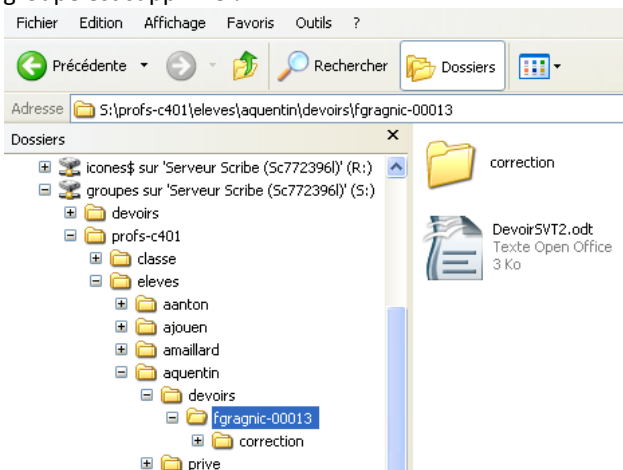 Fichier Edition Affichage Favoris Outils ?
Précédente Rechercher Dossiers
Adresse S:\profs-c401\eleves\aquentin\devoirs\fgragnic-00013
Dossiers
icones$ sur 'Serveur Scribe (Sc772396l)' (R:)
groupes sur 'Serveur Scribe (Sc772396l)' (S:)
devoirs
profs-c401
classe
eleves
aanton
ajouen
amaillard
aquentin
devoirs
fgragnic-00013
correction
prive
correction
DevoirSVT2.odt
Texte Open Office
3 Ko